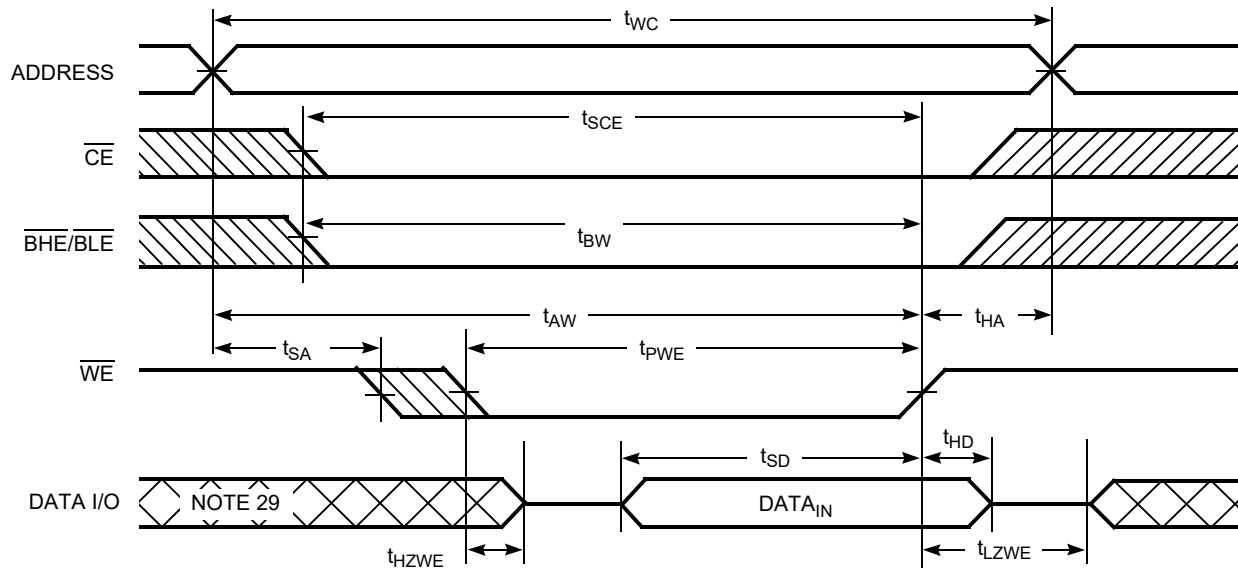 tWC
ADDRESS
tSCE
CE
tBW
BHE/BLE
tAW
tHA
tSA
tPWE
WE
tHD
tSD
DATA I/O
NOTE 29
DATAIN
tHZWE
tLZWE